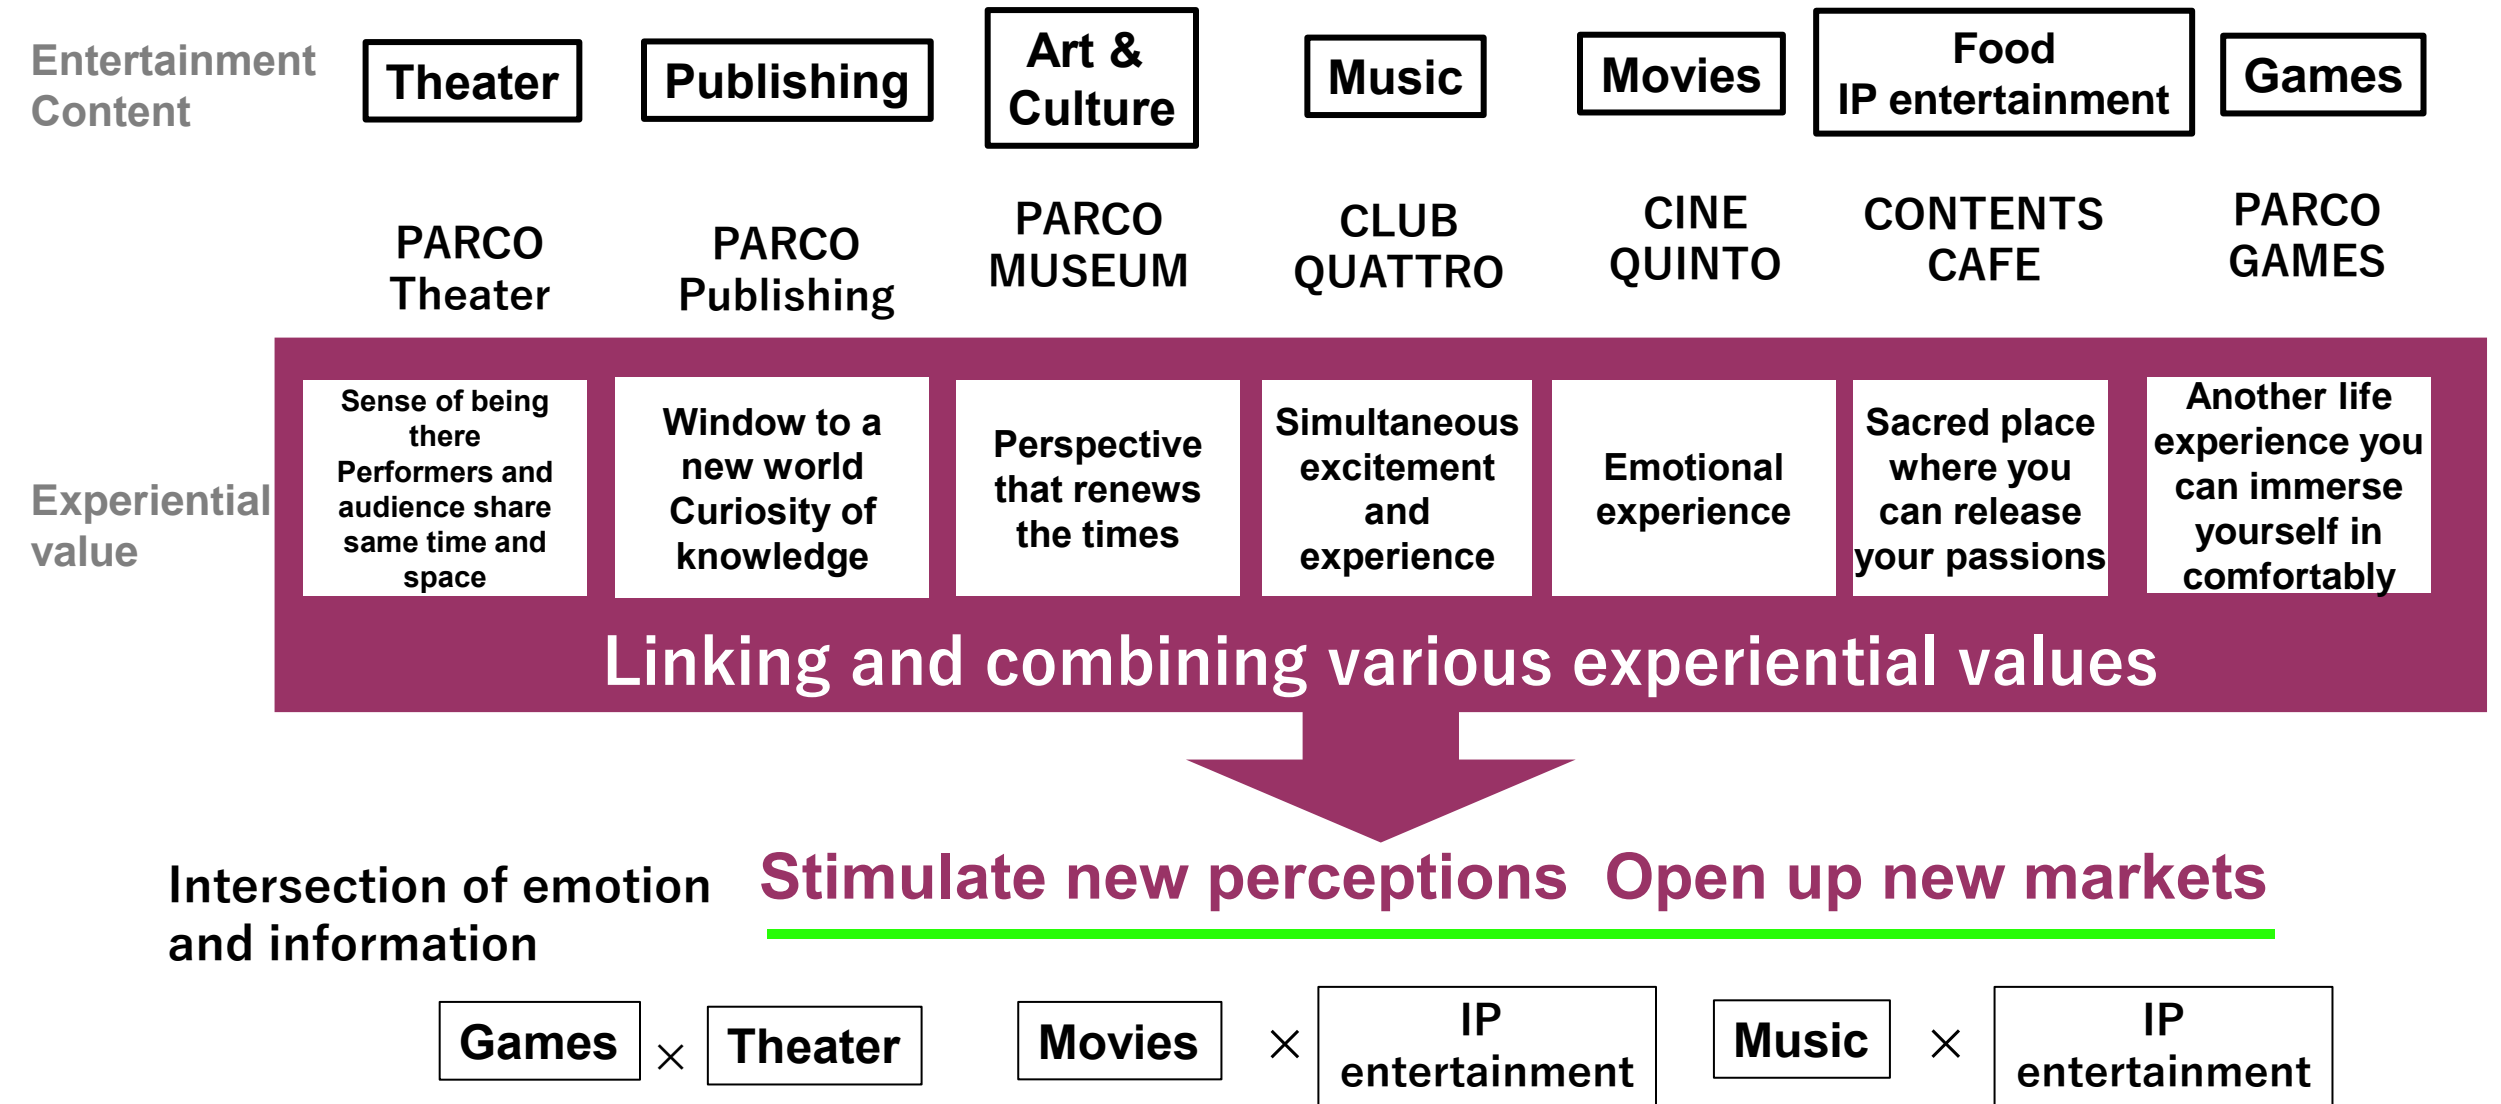 Entertainment
Content
Theater
Publishing
Art &
Culture
Music
Movies
Food
IP entertainment
Games
PARCO
Theater
PARCO
Publishing
PARCO
MUSEUM
CLUB
QUATTRO
CINE
QUINTO
CONTENTS
CAFE
PARCO
GAMES
Experiential
value
Sense of being
there
Performers and
audience share
same time and
space
Window to a
new world
Curiosity of
knowledge
Perspective
that renews
the times
Simultaneous
excitement
and
experience
Emotional
experience
Sacred place
where you
can release
your passions
Another life
experience you
can immerse
yourself in
comfortably
Linking and combining various experiential values
Intersection of emotion
and information
Stimulate new perceptions Open up new markets
Games
×
Theater
Movies
×
IP
entertainment
Music
×
IP
entertainment